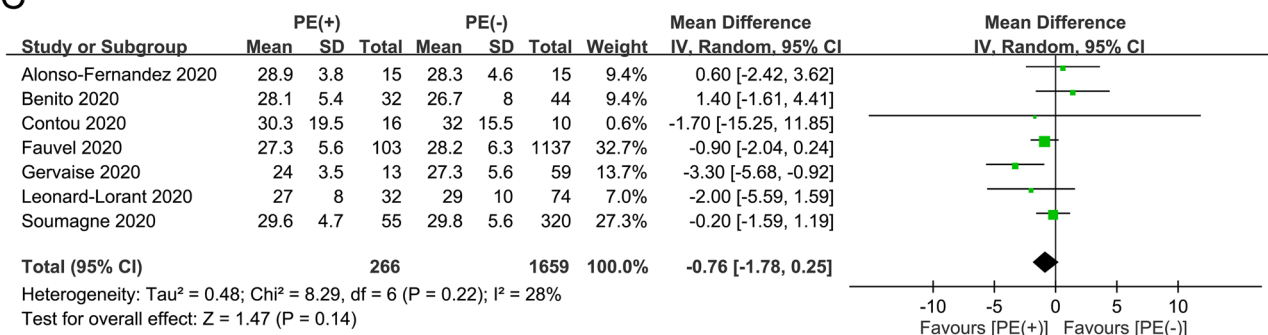 PE(+) PE(-) Mean Difference Mean Difference
Study or Subgroup Mean SD Total Mean SD Total Weight IV, Random, 95% CI IV, Random, 95% CI
Alonso-Fernandez 2020 28.9 3.8 15 28.3 4.6 15 9.4% 0.60 [-2.42, 3.62]
Benito 2020 28.1 5.4 32 26.7 8 44 9.4% 1.40 [-1.61, 4.41]
Contou 2020 30.3 19.5 16 32 15.5 10 0.6% -1.70 [-15.25, 11.85]
Fauvel 2020 27.3 5.6 103 28.2 6.3 1137 32.7% -0.90 [-2.04, 0.24]
Gervaise 2020 24 3.5 13 27.3 5.6 59 13.7% -3.30 [-5.68, -0.92]
Leonard-Lorant 2020 27 8 32 29 10 74 7.0% -2.00 [-5.59, 1.59]
Soumagne 2020 29.6 4.7 55 29.8 5.6 320 27.3% -0.20 [-1.59, 1.19]
Total (95% CI) 266 1659 100.0% -0.76 [-1.78, 0.25]
Heterogeneity: Tau² = 0.48; Chi² = 8.29, df = 6 (P = 0.22); I² = 28%
-10 -5 0 5 10
Test for overall effect: Z = 1.47 (P = 0.14)
Favours [PE(+)] Favours [PE(-)]